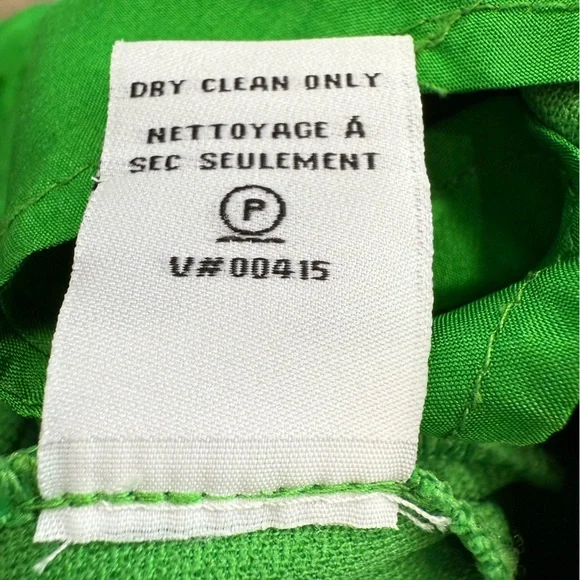 DRY CLEAN ONLY
NETTOYAGE Á
SEC SEULEMENT
P
V#00415